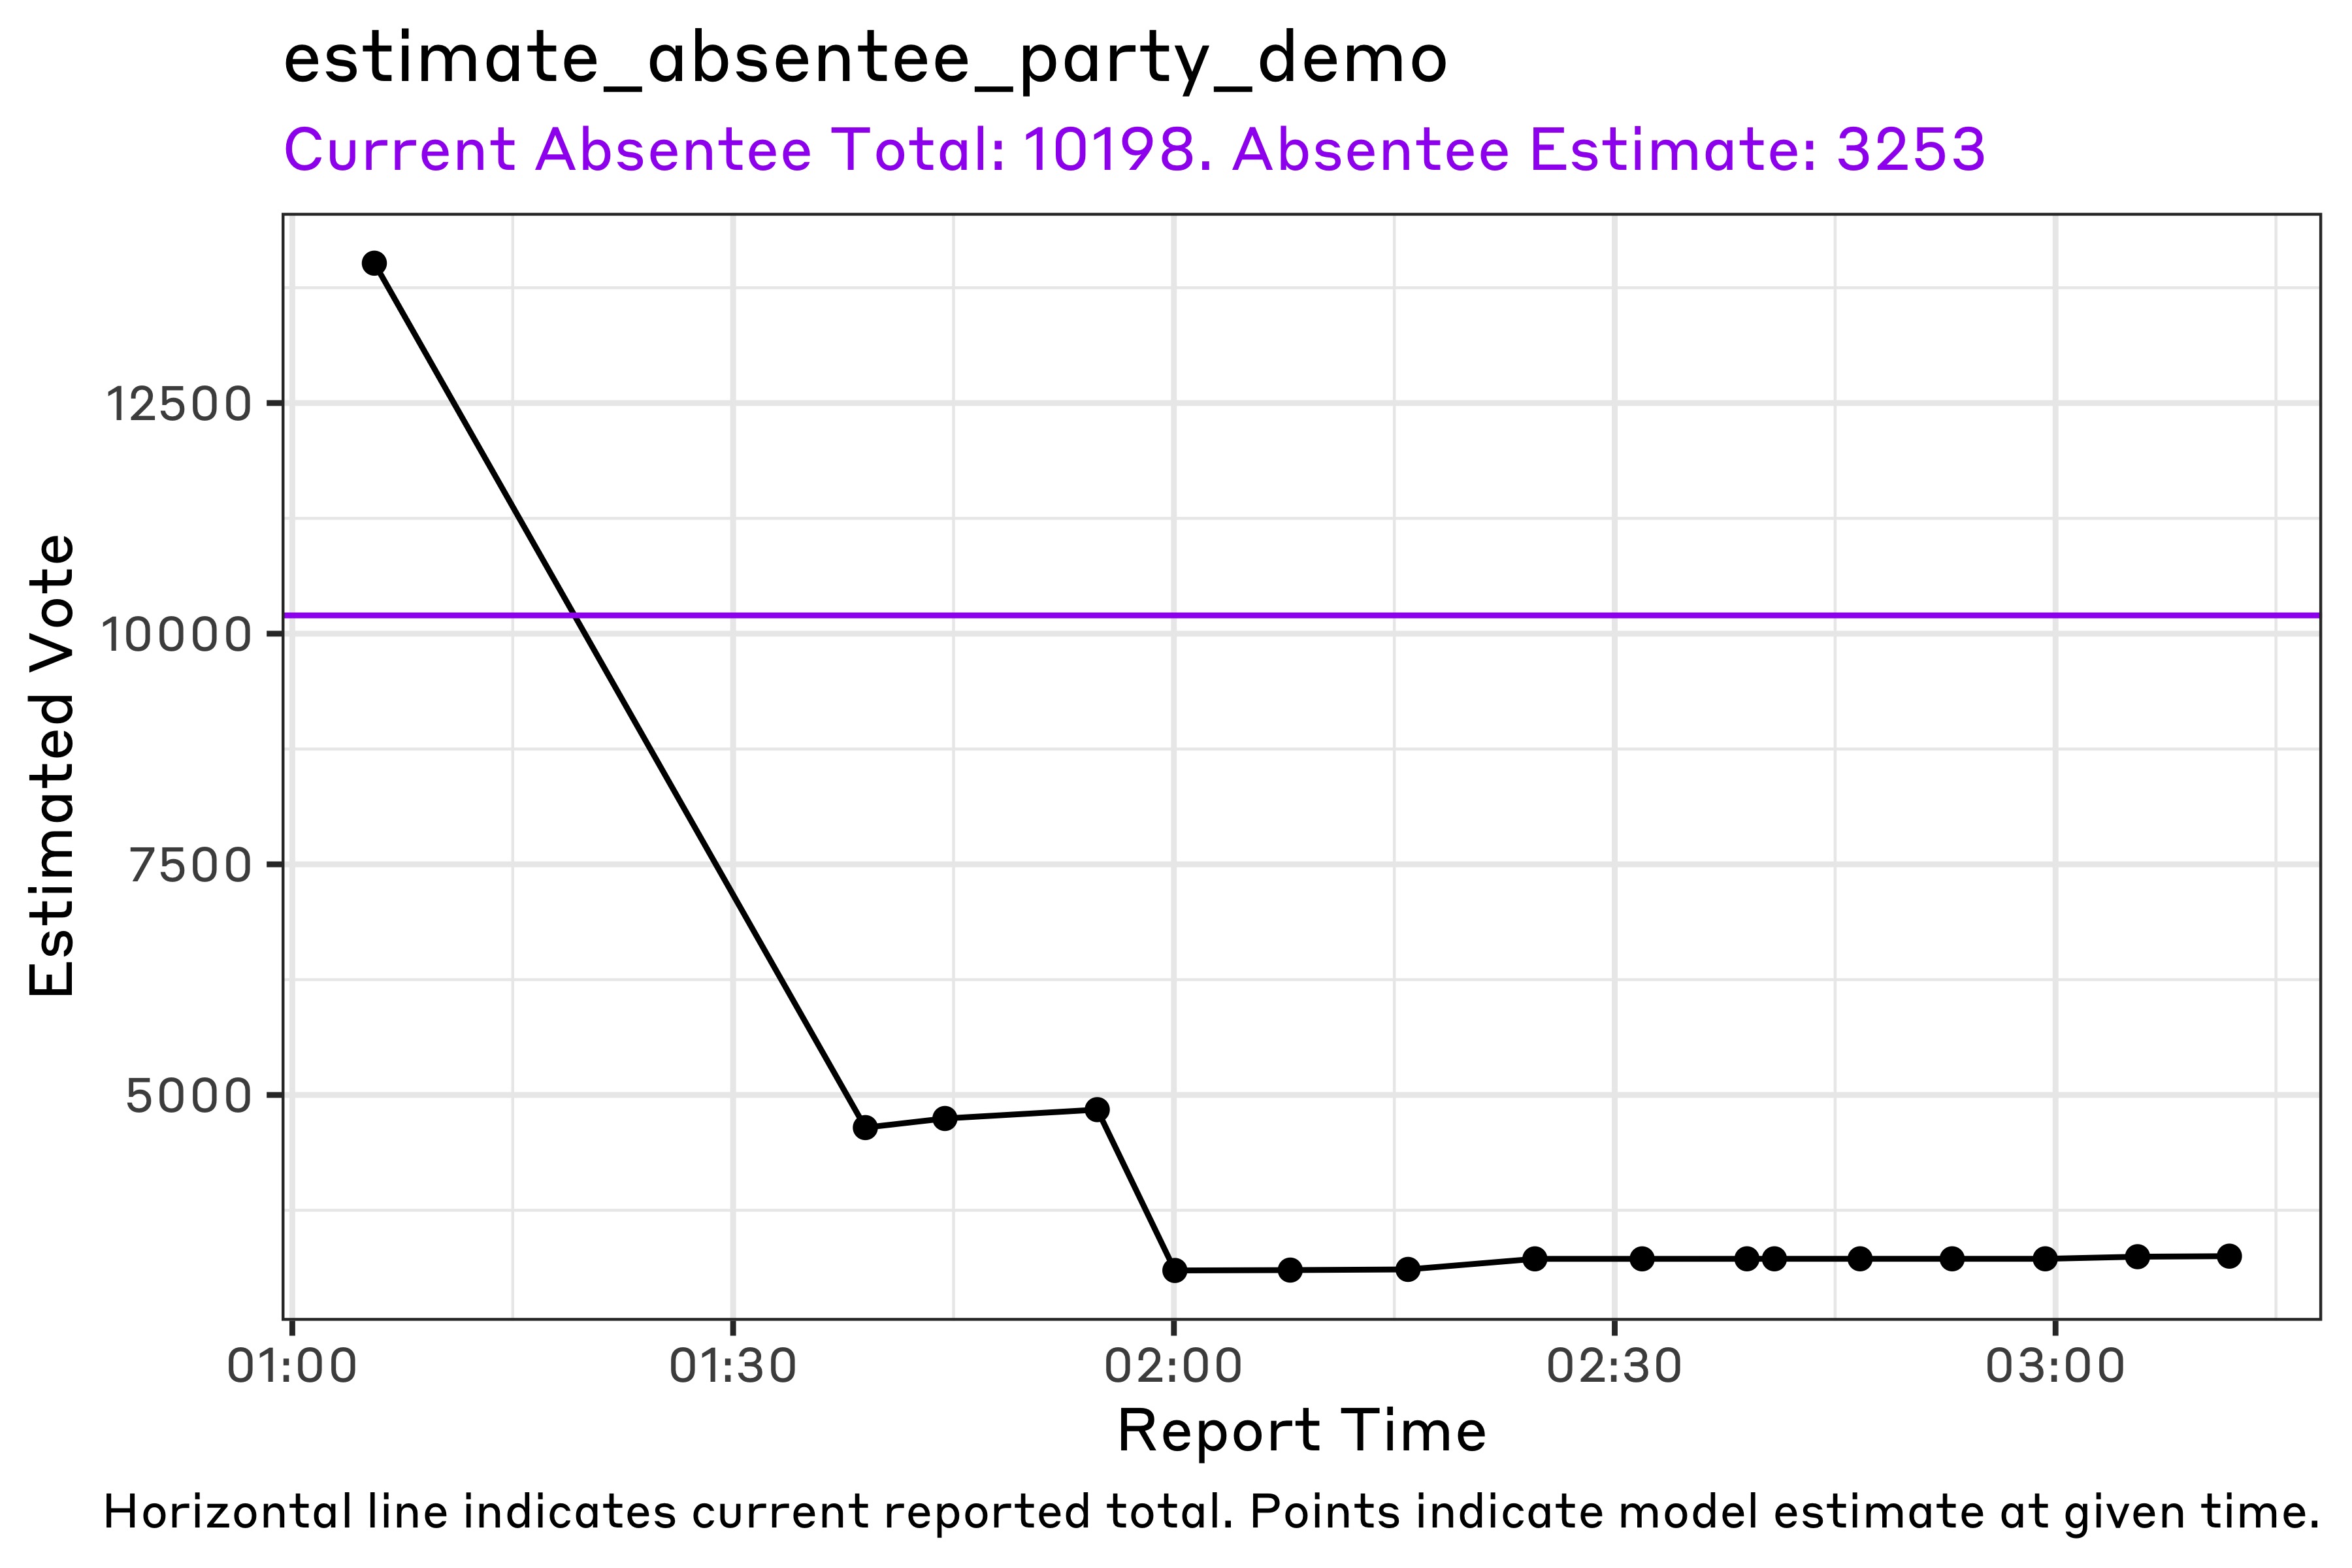 estimate_absentee_party_demo
Current Absentee Total: 10198. Absentee Estimate: 3253
Estimated Vote
12500
10000
7500
5000
01:00 01:30 02:00 02:30 03:00
Report Time
Horizontal line indicates current reported total. Points indicate model estimate at given time.